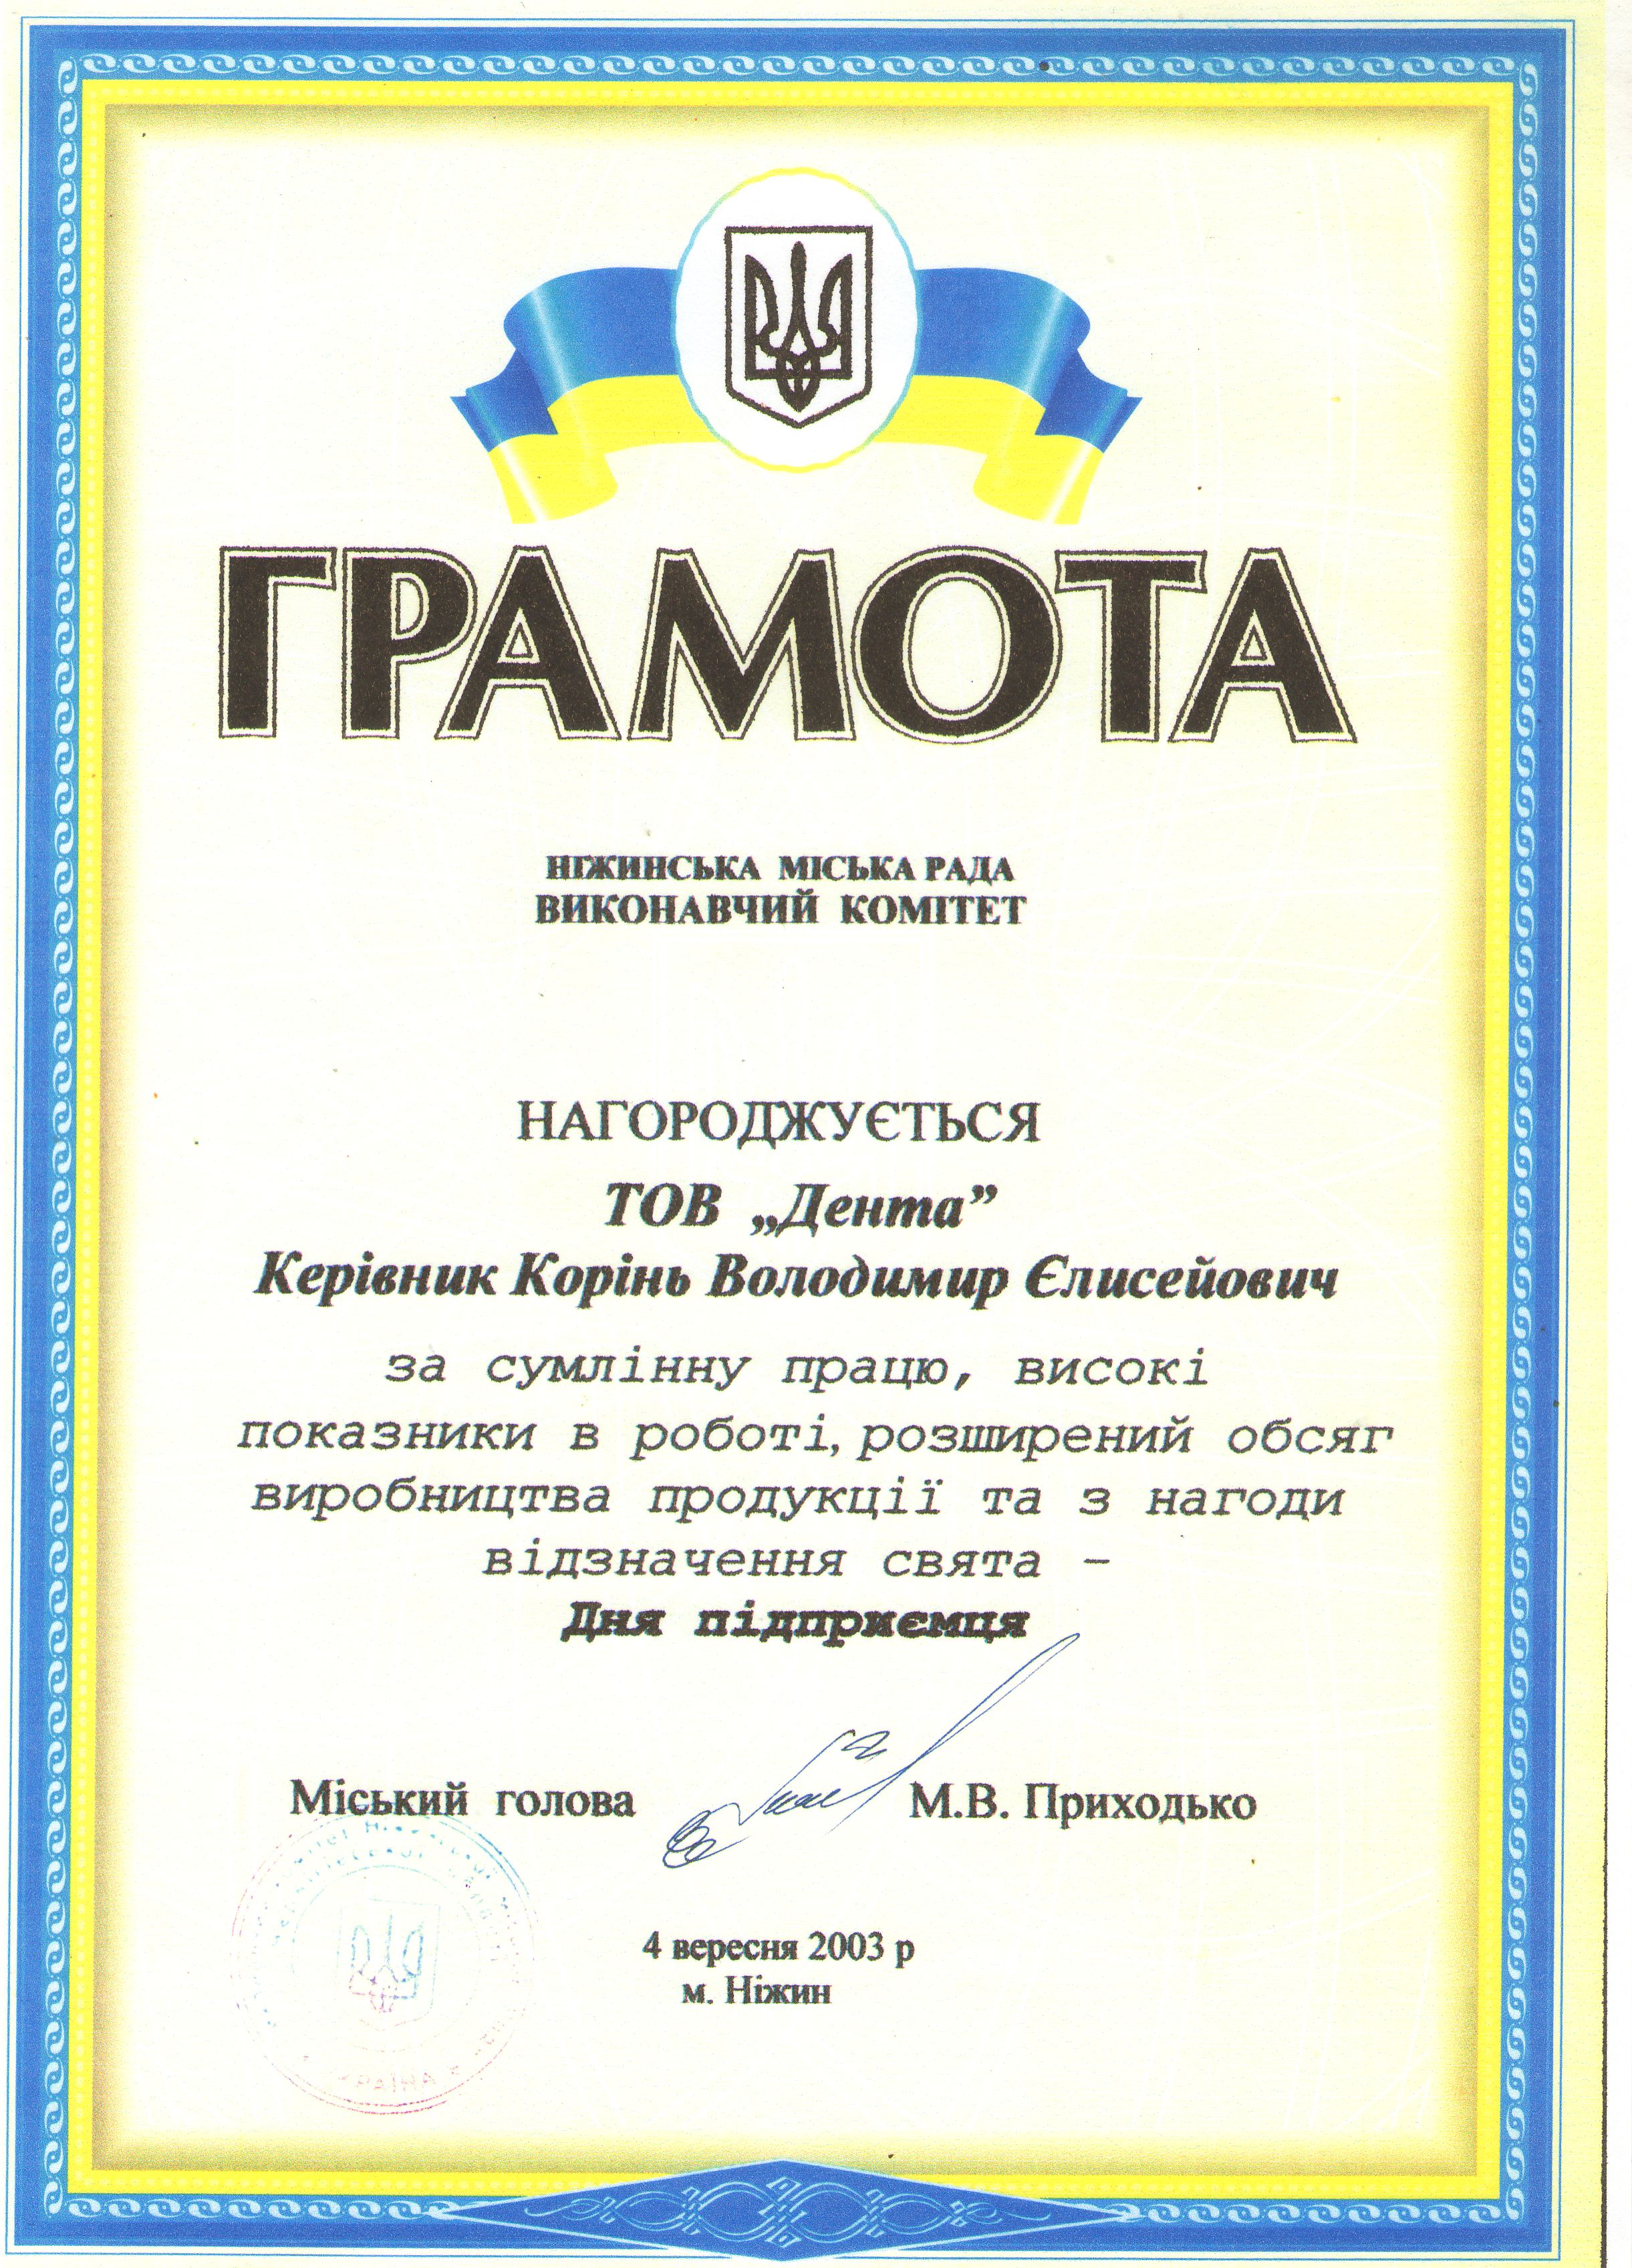 ГРАМОТА
НІЖИНСЬКА МІСЬКА РАДА
ВИКОНАВЧИЙ КОМІТЕТ
НАГОРОДЖУЄТЬСЯ
ТОВ „Дента”
Керівник Корінь Володимир Єлисейович
за сумлінну працю, високі
показники в роботі, розширений обсяг
виробництва продукції та з нагоди
відзначення свята –
Дня підприємця
Міський голова М.В. Приходько
4 вересня 2003 р
м. Ніжин